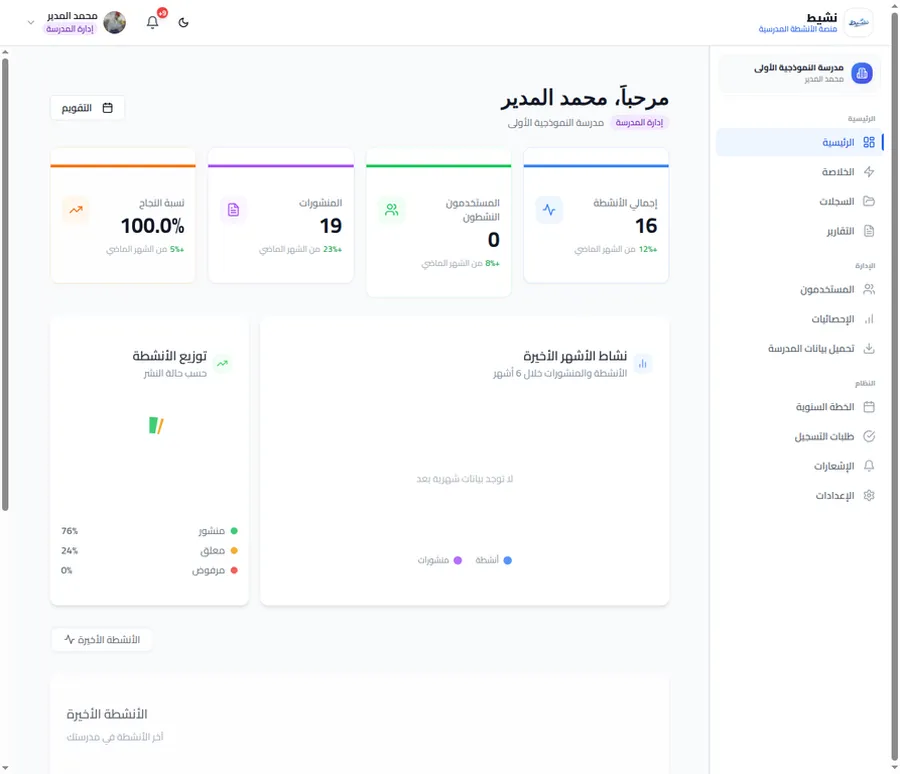 نشيط
منصة الأنشطة المدرسية
+9
محمد المدير
إدارة المدرسة
مدرسة النموذجية الأولى
محمد المدير
الرئيسية
الرئيسية
الخلاصة
السجلات
التقارير
الإدارة
المستخدمون
الإحصائيات
تحميل بيانات المدرسة
النظام
الخطة السنوية
طلبات التسجيل
الإشعارات
الإعدادات
مرحباً، محمد المدير
إدارة المدرسة مدرسة النموذجية الأولى
التقويم
إجمالي الأنشطة
16
+12% من الشهر الماضي
المستخدمون
النشطون
0
+8% من الشهر الماضي
المنشورات
19
+23% من الشهر الماضي
نسبة النجاح
100.0%
+5% من الشهر الماضي
نشاط الأشهر الأخيرة
الأنشطة والمنشورات خلال 6 أشهر
لا توجد بيانات شهرية بعد
أنشطة
منشورات
توزيع الأنشطة
حسب حالة النشر
منشور 76%
معلق 24%
مرفوض 0%
الأنشطة الأخيرة
الأنشطة الأخيرة
آخر الأنشطة في مدرستك